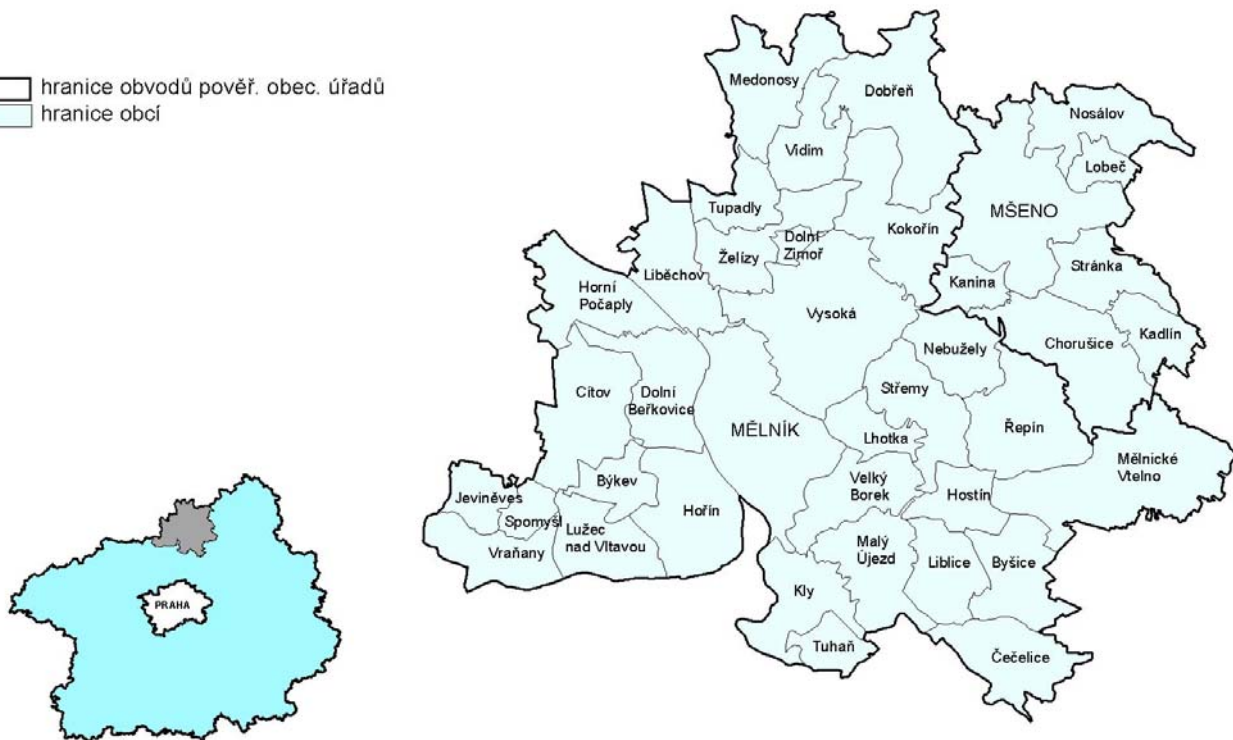 hranice obvodů pověř. obec. úřadů
hranice obcí
Medonosy
Dobřeň
Nosálov
Vidim
Lobeč
Tupadly
MŠENO
Kokořín
Dolní
Zimoř
Želízy
Liběchov
Stránka
Kanina
Horní
Počaply
Vysoká
Kadlín
Chorušice
Nebužely
Cítov
Dolní
Beřkovice
Střemy
MĚLNÍK
Řepín
Lhotka
Mělnické
Vtelno
Velký
Borek
Býkev
Hostín
Jeviněves
Hořín
Spomyšl
Lužec
nad Vltavou
Vraňany
Malý
Újezd
Liblice
Byšice
Kly
Tuhaň
Čečelice
PRAHA